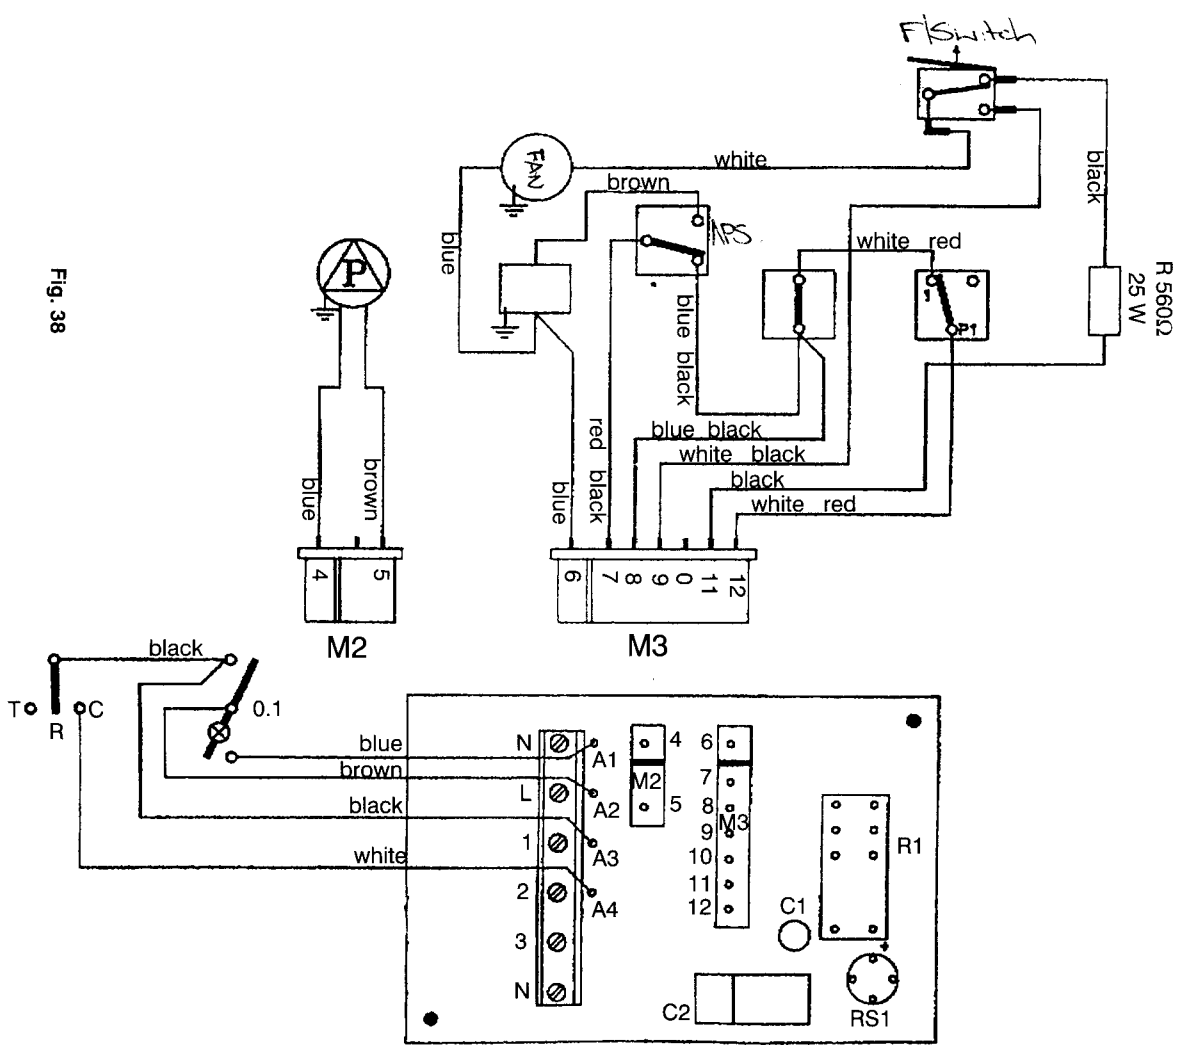 F/Switch
FAN
white
brown
black
blue
APS
white red
P
1
P1
R 560Ω
25 W
Fig. 38
blue black
red black
blue black
white black
black
white red
blue
brown
blue
4 5
6 7 8 9 0 11 12
M2
M3
black
T
R
C
0.1
blue
brown
black
white
N
A1
L
A2
1
A3
2
A4
3
N
4
M2
5
6
7
8
M3
9
10
11
12
R1
C1
+
C2
RS1